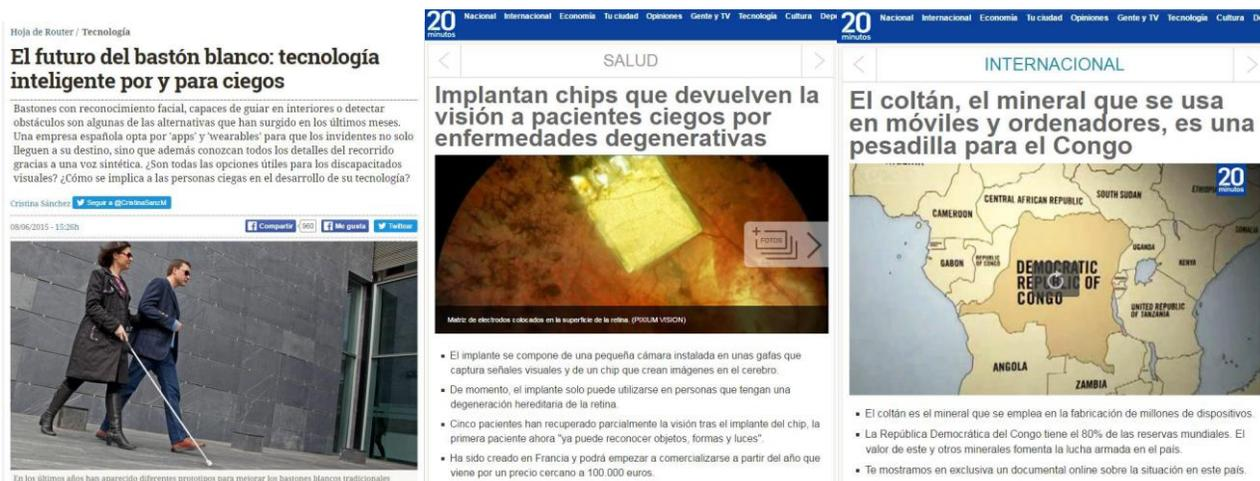 Hoja de Router / Tecnología
El futuro del bastón blanco: tecnología
inteligente por y para ciegos
Bastones con reconocimiento facial, capaces de guiar en interiores o detectar
obstáculos son algunas de las alternativas que han surgido en los últimos meses.
Una empresa española opta por 'apps' y 'wearables' para que los invidentes no solo
lleguen a su destino, sino que además conozcan todos los detalles del recorrido
gracias a una voz sintética. ¿Son todas las opciones útiles para los discapacitados
visuales? ¿Cómo se implica a las personas ciegas en el desarrollo de su tecnología?
Cristina Sánchez Seguir a @CristinaSanzM
08/06/2015 - 15:26h
Compartir 960 Me gusta Twittear
En los últimos años han aparecido diferentes prototipos para mejorar los bastones blancos tradicionales
20 minutos
Nacional Internacional Economía Tu ciudad Opiniones Gente y TV Tecnología Cultura Depo
SALUD
Implantan chips que devuelven la
visión a pacientes ciegos por
enfermedades degenerativas
FOTOS
Matriz de electrodos colocados en la superficie de la retina. (PIXIUM VISION)
El implante se compone de una pequeña cámara instalada en unas gafas que
captura señales visuales y de un chip que crean imágenes en el cerebro.
De momento, el implante solo puede utilizarse en personas que tengan una
degeneración hereditaria de la retina.
Cinco pacientes han recuperado parcialmente la visión tras el implante del chip, la
primera paciente ahora "ya puede reconocer objetos, formas y luces".
Ha sido creado en Francia y podrá empezar a comercializarse a partir del año que
viene por un precio cercano a 100.000 euros.
20 minutos
Nacional Internacional Economía Tu ciudad Opiniones Gente y TV Tecnología Cultura De
INTERNACIONAL
El coltán, el mineral que se usa
en móviles y ordenadores, es una
pesadilla para el Congo
20 minutos
CENTRAL AFRICAN REPUBLIC
SOUTH SUDAN
CAMEROON
UGANDA
GABON
REPUBLIC OF CONGO
KENYA
SOMALIA
DEMOCRATIC
REPUBLIC OF
CONGO
UNITED REPUBLIC
OF TANZANIA
ANGOLA
ZAMBIA
El coltán es el mineral que se emplea en la fabricación de millones de dispositivos.
La República Democrática del Congo tiene el 80% de las reservas mundiales. El
valor de este y otros minerales fomenta la lucha armada en el país.
Te mostramos en exclusiva un documental online sobre la situación en este país.